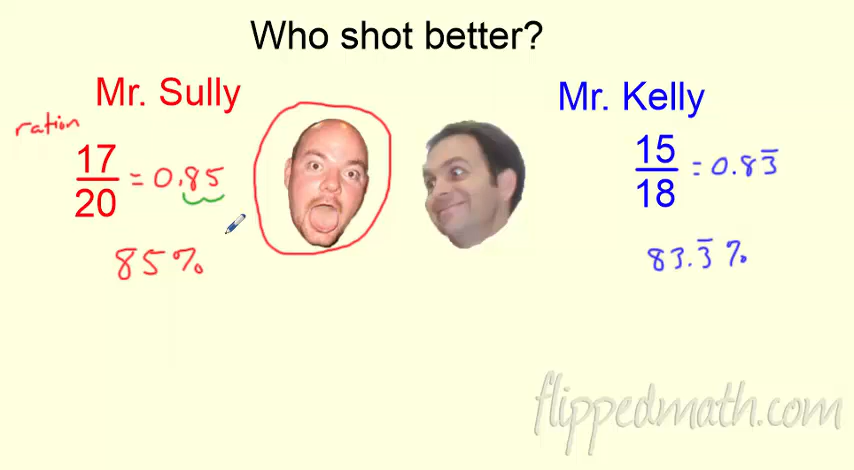 Who shot better?
Mr. Sully
ration
17/20 = 0.85
85%
Mr. Kelly
15/18 = 0.83̅
83.3̅%
flippedmath.com